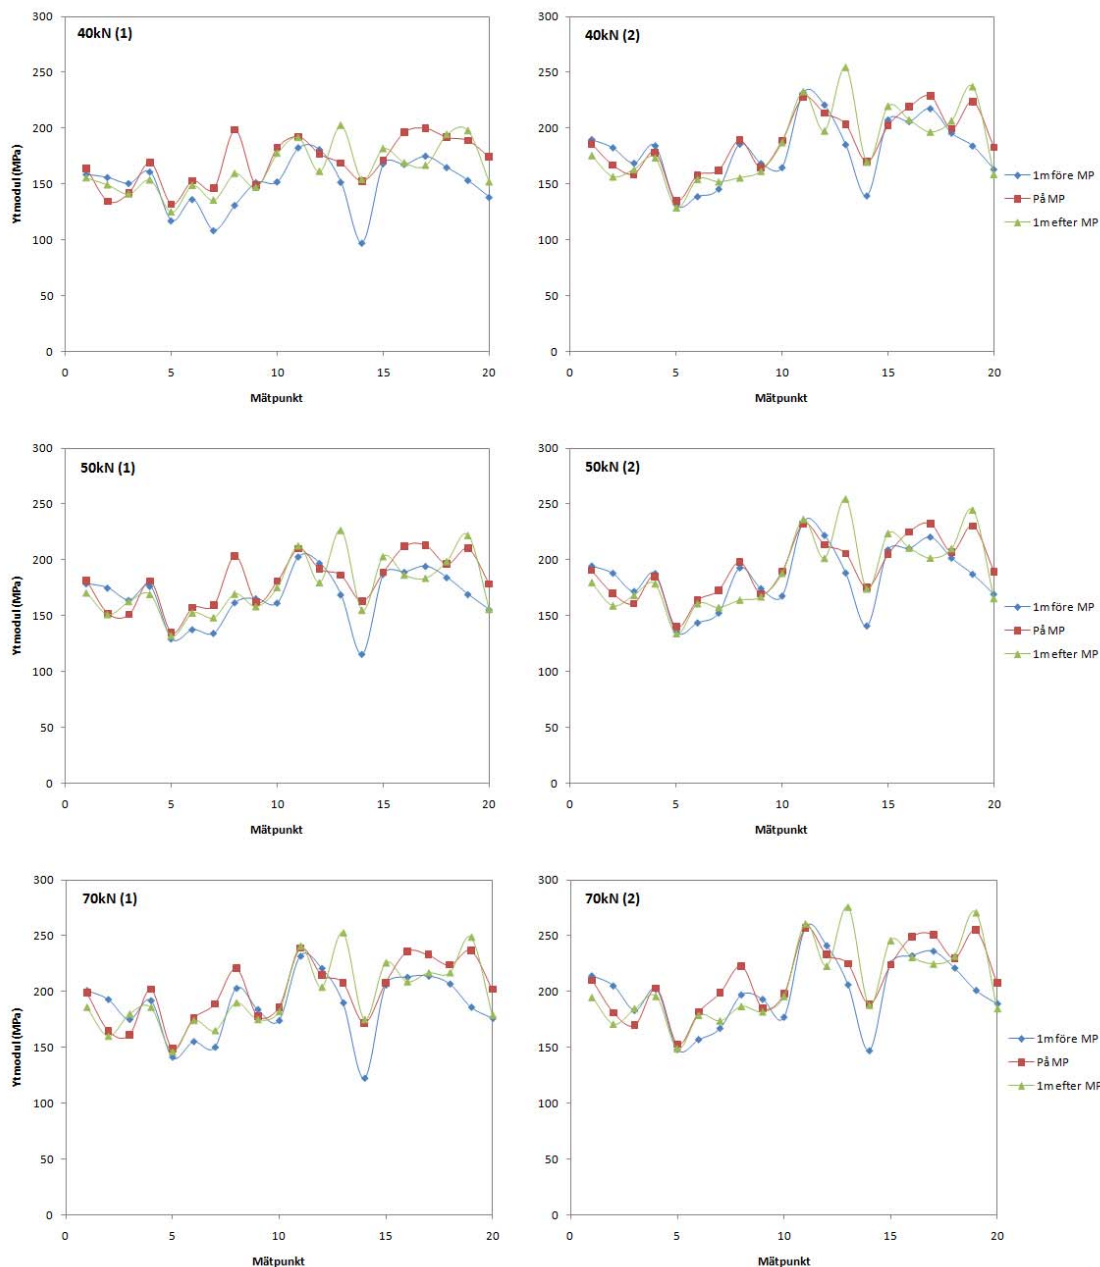 40kN (1)
300
250
200
150
100
50
0
Ytmodul (MPa)
0 5 10 15 20
Mätpunkt
40kN (2)
300
250
200
150
100
50
0
0 5 10 15 20
Mätpunkt
1m före MP
På MP
1m efter MP
50kN (1)
300
250
200
150
100
50
0
Ytmodul (MPa)
0 5 10 15 20
Mätpunkt
50kN (2)
300
250
200
150
100
50
0
0 5 10 15 20
Mätpunkt
1m före MP
På MP
1m efter MP
70kN (1)
300
250
200
150
100
50
0
Ytmodul (MPa)
0 5 10 15 20
Mätpunkt
70kN (2)
300
250
200
150
100
50
0
0 5 10 15 20
Mätpunkt
1m före MP
På MP
1m efter MP